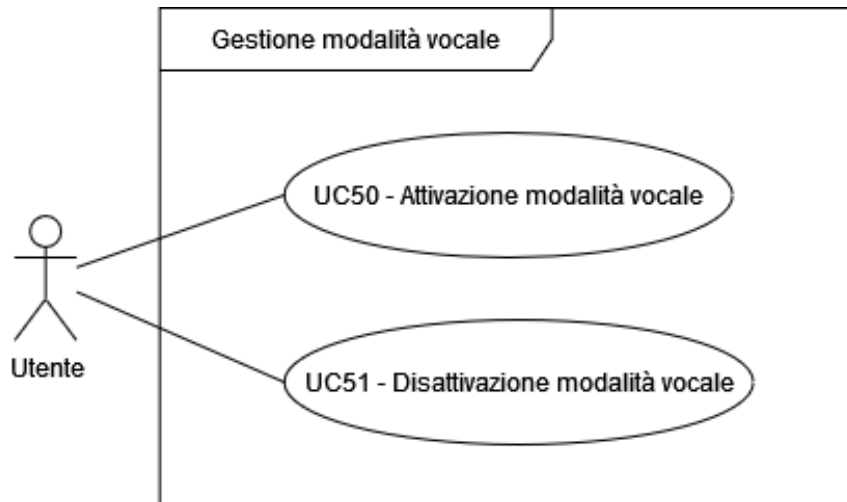 Gestione modalità vocale
UC50 - Attivazione modalità vocale
Utente
UC51 - Disattivazione modalità vocale